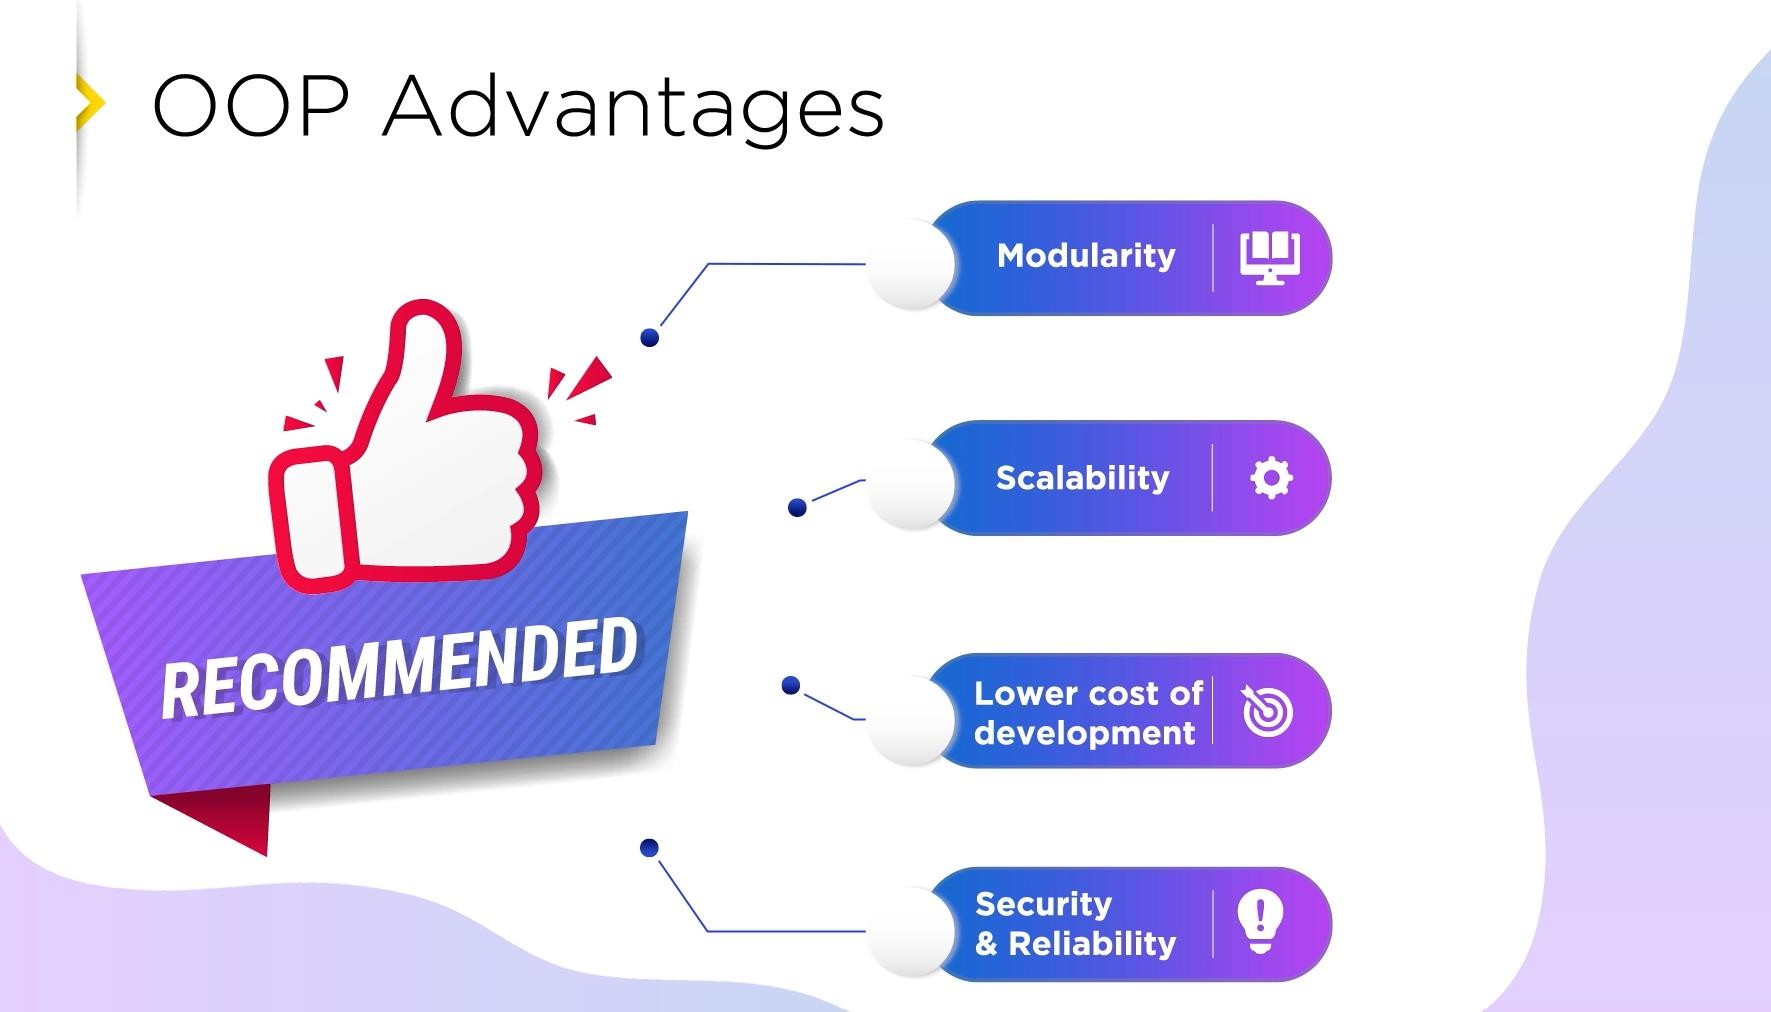 OOP Advantages
Modularity
Scalability
RECOMMENDED
Lower cost of
development
Security
& Reliability